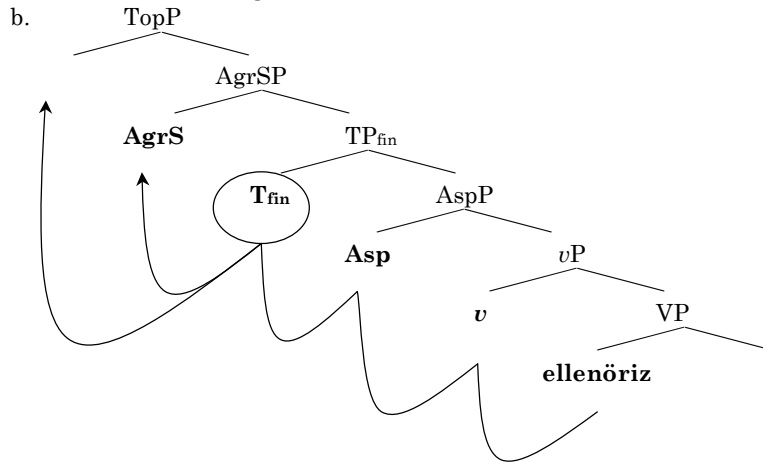 b.
TopP
AgrSP
AgrS
TPfin
Tfin
AspP
Asp
vP
v
VP
ellenöriz